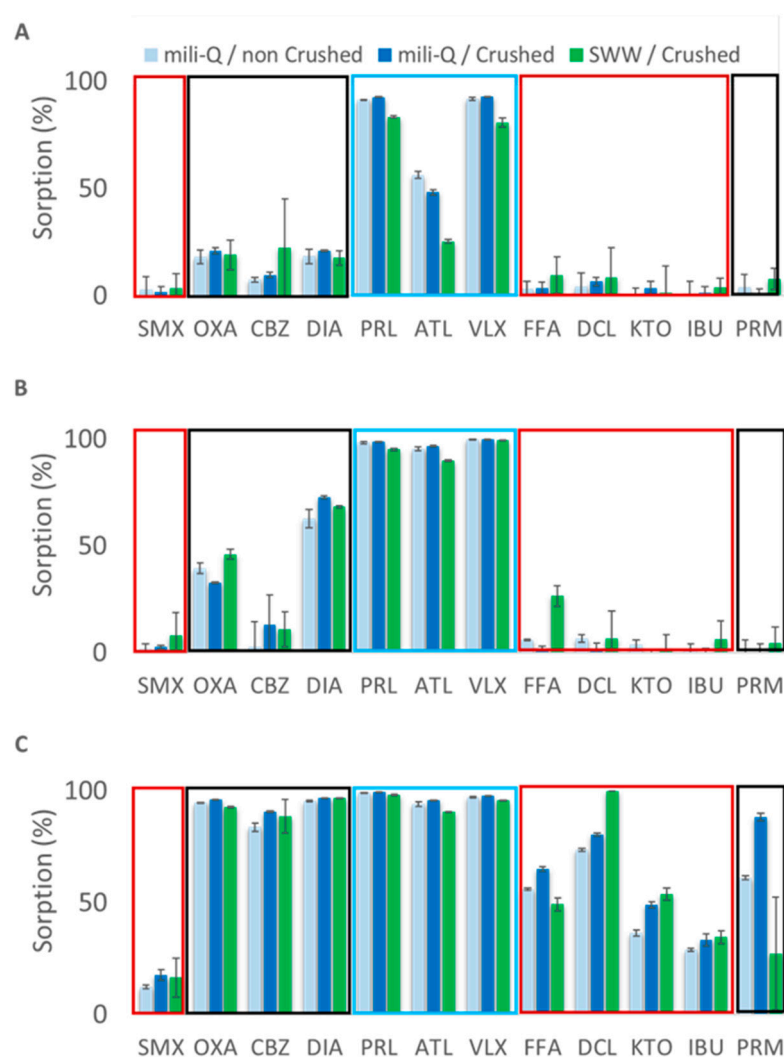 A
mili-Q / non Crushed mili-Q / Crushed SWW / Crushed
100
Sorption (%)
50
0
SMX OXA CBZ DIA PRL ATL VLX FFA DCL KTO IBU PRM
B
100
Sorption (%)
50
0
SMX OXA CBZ DIA PRL ATL VLX FFA DCL KTO IBU PRM
C
100
Sorption (%)
50
0
SMX OXA CBZ DIA PRL ATL VLX FFA DCL KTO IBU PRM